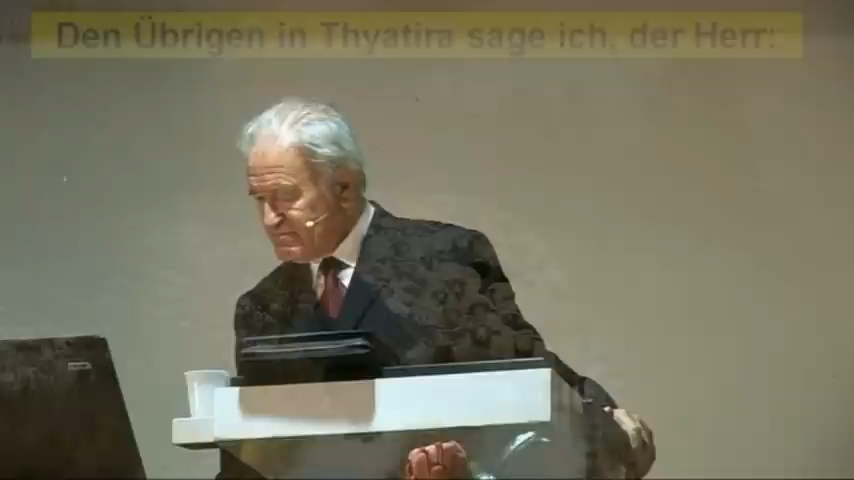 Den Übrigen in Thyatira sage ich, der Herr: